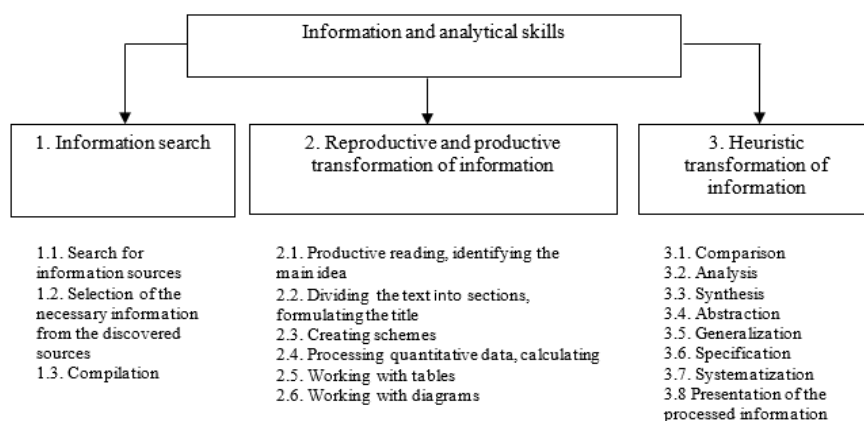 Information and analytical skills
1. Information search
2. Reproductive and productive
transformation of information
3. Heuristic
transformation of
information
1.1. Search for
information sources
1.2. Selection of the
necessary information
from the discovered
sources
1.3. Compilation
2.1. Productive reading, identifying the
main idea
2.2. Dividing the text into sections,
formulating the title
2.3. Creating schemes
2.4. Processing quantitative data, calculating
2.5. Working with tables
2.6. Working with diagrams
3.1. Comparison
3.2. Analysis
3.3. Synthesis
3.4. Abstraction
3.5. Generalization
3.6. Specification
3.7. Systematization
3.8 Presentation of the
processed information